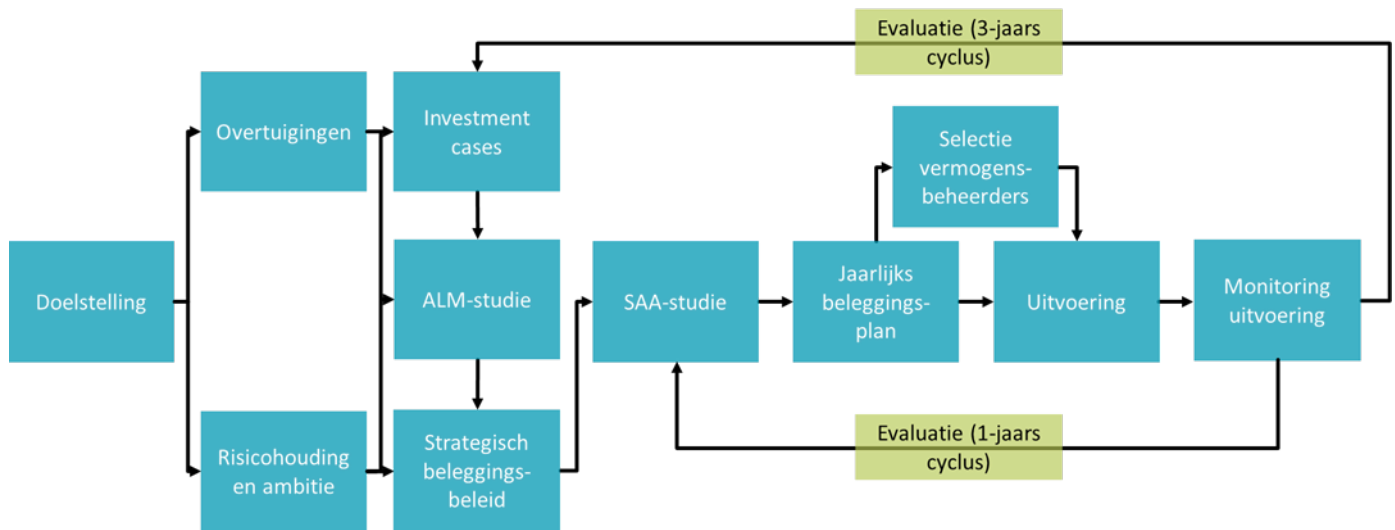 Evaluatie (3-jaars
cyclus)
Overtuigingen
Investment
cases
Selectie
vermogens-
beheerders
Doelstelling
ALM-studie
SAA-studie
Jaarlijks
beleggings-
plan
Uitvoering
Monitoring
uitvoering
Risicohouding
en ambitie
Strategisch
beleggings-
beleid
Evaluatie (1-jaars
cyclus)